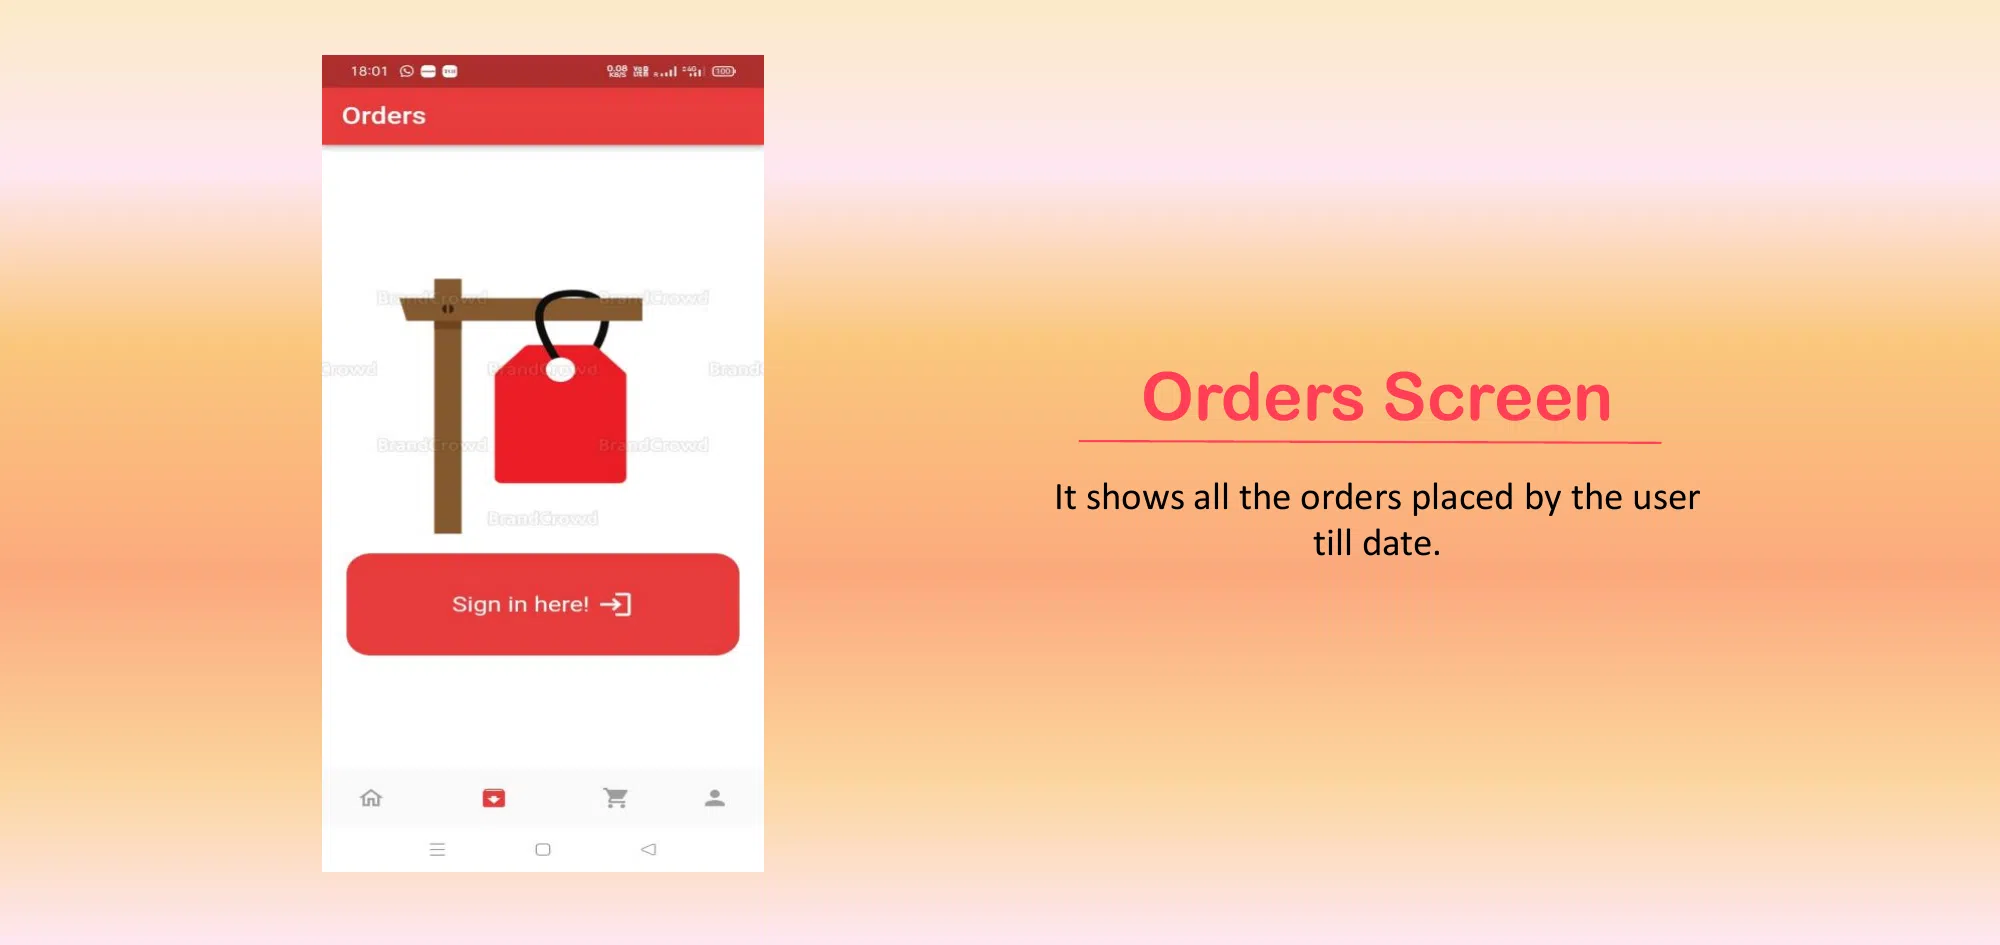 18:01
0.08
KB/S
4G
100
Orders
BrandCrowd
BrandCrowd
Crowd
BrandCrowd
Brand
BrandCrowd
BrandCrowd
BrandCrowd
Sign in here!
Orders Screen
It shows all the orders placed by the user
till date.